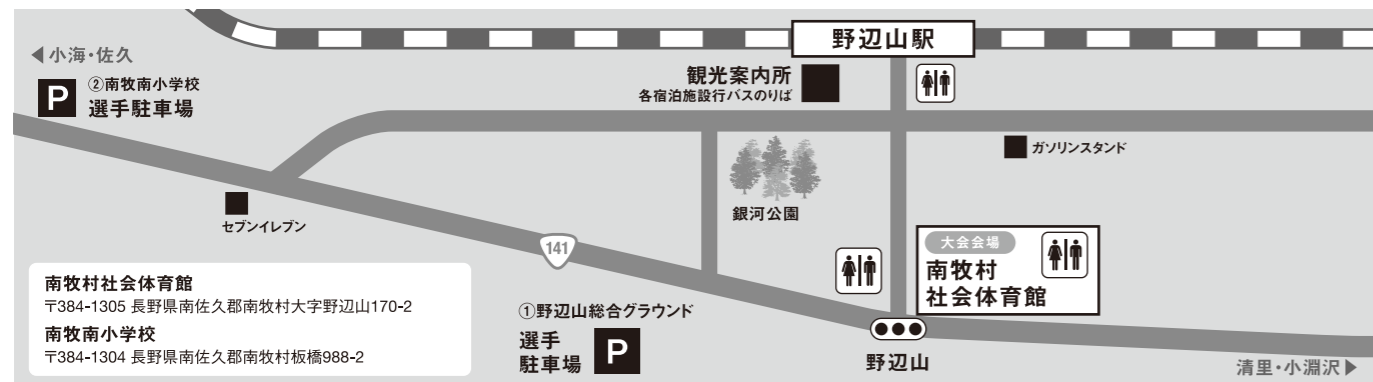 野辺山駅
◀小海・佐久
P
②南牧南小学校
選手駐車場
観光案内所
各宿泊施設行バスのりば
ガソリンスタンド
銀河公園
セブンイレブン
141
大会会場
南牧村
社会体育館
南牧村社会体育館
〒384-1305 長野県南佐久郡南牧村大字野辺山170-2
南牧南小学校
〒384-1304 長野県南佐久郡南牧村板橋988-2
①野辺山総合グラウンド
選手
駐車場
P
野辺山
清里・小淵沢▶